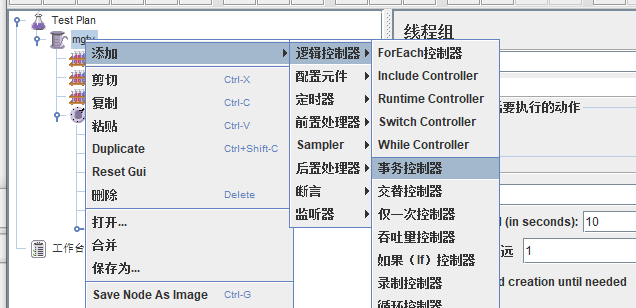 Test Plan
mgtv
工作台
添加
剪切 Ctrl-X
复制 Ctrl-C
粘贴 Ctrl-V
Duplicate Ctrl+Shift-C
Reset Gui
删除 Delete
打开...
合并
保存为...
Save Node As Image Ctrl-G
逻辑控制器
配置元件
定时器
前置处理器
Sampler
后置处理器
断言
监听器
ForEach控制器
Include Controller
Runtime Controller
Switch Controller
While Controller
事务控制器
交替控制器
仅一次控制器
吞吐量控制器
如果（If）控制器
录制控制器
循环控制器
线程组
要执行的动作
(in seconds): 10
远 1
d creation until needed